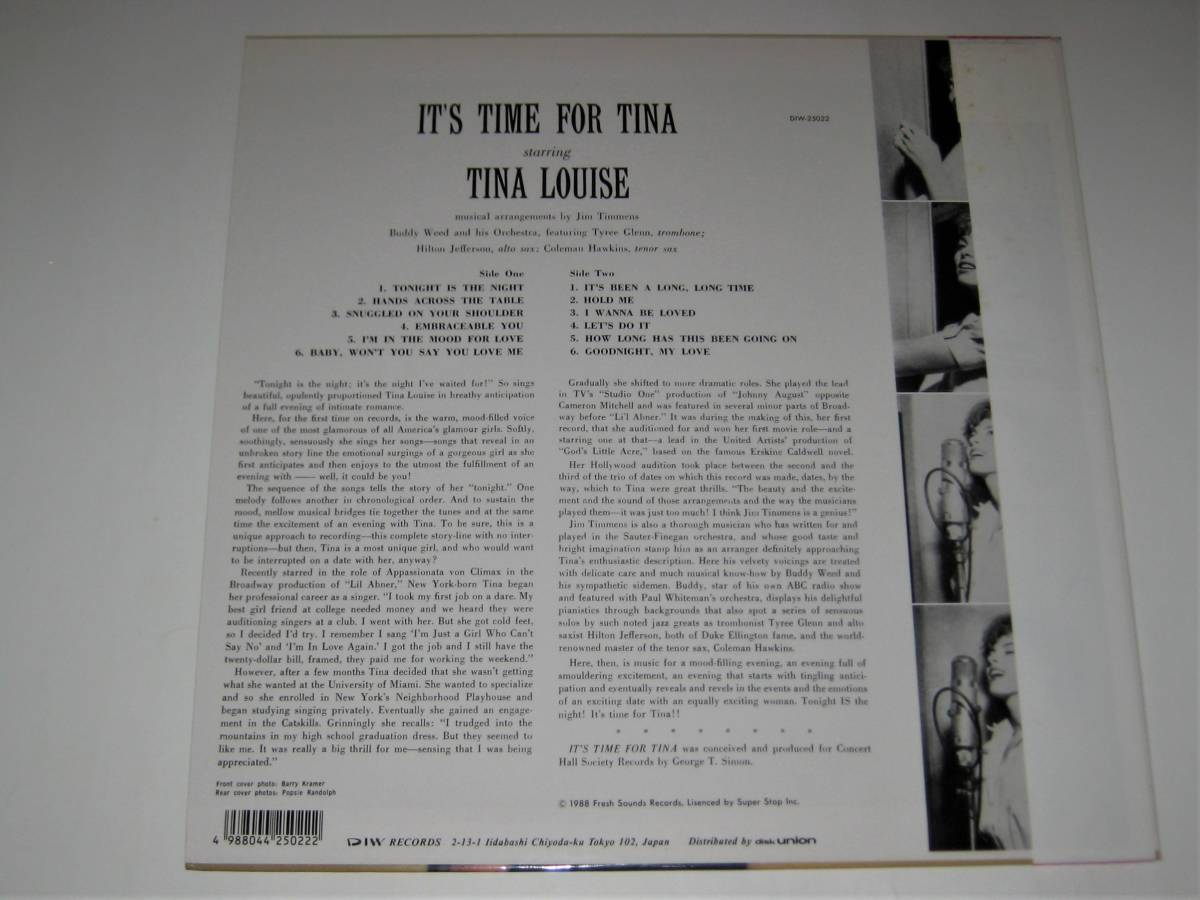 IT'S TIME FOR TINA
DIW-25022
starring
TINA LOUISE
musical arrangements by Jim Timmens
Buddy Weed and his Orchestra, featuring Tyree Glenn, trombone;
Hilton Jefferson, alto sax; Coleman Hawkins, tenor sax
Side One
1. TONIGHT IS THE NIGHT
2. HANDS ACROSS THE TABLE
3. SNUGGLED ON YOUR SHOULDER
4. EMBRACEABLE YOU
5. I'M IN THE MOOD FOR LOVE
6. BABY, WON'T YOU SAY YOU LOVE ME
Side Two
1. IT'S BEEN A LONG, LONG TIME
2. HOLD ME
3. I WANNA BE LOVED
4. LET'S DO IT
5. HOW LONG HAS THIS BEEN GOING ON
6. GOODNIGHT, MY LOVE
"Tonight is the night; it's the night I've waited for!" So sings
beautiful, opulently proportioned Tina Louise in breathy anticipation
of a full evening of intimate romance.
Here, for the first time on records, is the warm, mood-filled voice
of one of the most glamorous of all America's glamour girls. Softly,
soothingly, sensuously she sings her songs—songs that reveal in an
unbroken story line the emotional surgings of a gorgeous girl as she
first anticipates and then enjoys to the utmost the fulfillment of an
evening with —— well, it could be you!
The sequence of the songs tells the story of her "tonight." One
melody follows another in chronological order. And to sustain the
mood, mellow musical bridges tie together the tunes and at the same
time the excitement of an evening with Tina. To be sure, this is a
unique approach to recording—this complete story-line with no inter-
ruptions—but then, Tina is a most unique girl, and who would want
to be interrupted on a date with her, anyway?
Recently starred in the role of Appassionata von Climax in the
Broadway production of "Lil Abner," New York-born Tina began
her professional career as a singer. "I took my first job on a dare. My
best girl friend at college needed money and we heard they were
auditioning singers at a club. I went with her. But she got cold feet,
so I decided I'd try. I remember I sang 'I'm Just a Girl Who Can't
Say No' and 'I'm In Love Again.' I got the job and I still have the
twenty-dollar bill, framed, they paid me for working the weekend."
However, after a few months Tina decided that she wasn't getting
what she wanted at the University of Miami. She wanted to specialize
and so she enrolled in New York's Neighborhood Playhouse and
began studying singing privately. Eventually she gained an engage-
ment in the Catskills. Grinningly she recalls: "I trudged into the
mountains in my high school graduation dress. But they seemed to
like me. It was really a big thrill for me—sensing that I was being
appreciated."
Gradually she shifted to more dramatic roles. She played the lead
in TV's "Studio One" production of "Johnny August" opposite
Cameron Mitchell and was featured in several minor parts of Broad-
way before "Li'l Abner." It was during the making of this, her first
record, that she auditioned for and won her first movie role—and a
starring one at that—a lead in the United Artists' production of
"God's Little Acre," based on the famous Erskine Caldwell novel.
Her Hollywood audition took place between the second and the
third of the trio of dates on which this record was made, dates, by the
way, which to Tina were great thrills. "The beauty and the excite-
ment and the sound of those arrangements and the way the musicians
played them—it was just too much! I think Jim Timmens is a genius!"
Jim Timmens is also a thorough musician who has written for and
played in the Sauter-Finegan orchestra, and whose good taste and
bright imagination stamp him as an arranger definitely approaching
Tina's enthusiastic description. Here his velvety voicings are treated
with delicate care and much musical know-how by Buddy Weed and
his sympathetic sidemen. Buddy, star of his own ABC radio show
and featured with Paul Whiteman's orchestra, displays his delightful
pianistics through backgrounds that also spot a series of sensuous
solos by such noted jazz greats as trombonist Tyree Glenn and alto
saxist Hilton Jefferson, both of Duke Ellington fame, and the world-
renowned master of the tenor sax, Coleman Hawkins.
Here, then, is music for a mood-filling evening, an evening full of
smouldering excitement, an evening that starts with tingling antici-
pation and eventually reveals and revels in the events and the emotions
of an exciting date with an equally exciting woman. Tonight IS the
night! It's time for Tina!!
* * * * * * * *
IT'S TIME FOR TINA was conceived and produced for Concert
Hall Society Records by George T. Simon.
Front cover photo: Barry Kramer
Rear cover photos: Popsie Randolph
© 1988 Fresh Sounds Records, Lisenced by Super Stop Inc.
4 988044 250222
DIW RECORDS 2-13-1 Iidabashi Chiyoda-ku Tokyo 102, Japan Distributed by disk union